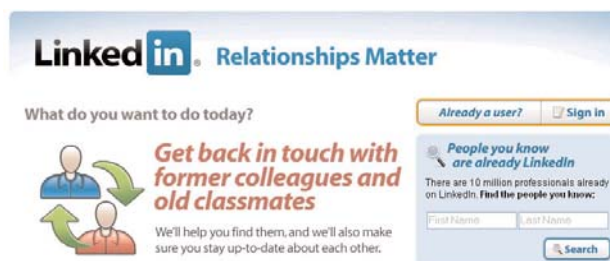 Linked in® Relationships Matter
What do you want to do today?
Get back in touch with
former colleagues and
old classmates
We'll help you find them, and we'll also make
sure you stay up-to-date about each other.
Already a user? Sign in
People you know
are already LinkedIn
There are 10 million professionals already
on LinkedIn. Find the people you know:
First Name Last Name
Search